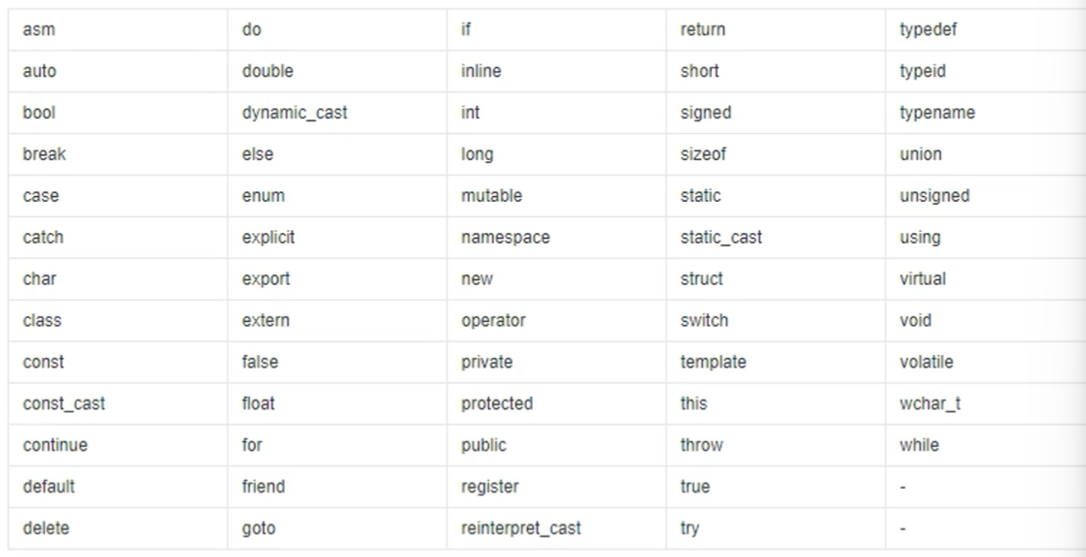 asm do if return typedef
auto double inline short typeid
bool dynamic_cast int signed typename
break else long sizeof union
case enum mutable static unsigned
catch explicit namespace static_cast using
char export new struct virtual
class extern operator switch void
const false private template volatile
const_cast float protected this wchar_t
continue for public throw while
default friend register true -
delete goto reinterpret_cast try -